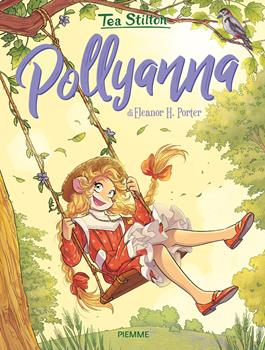 Tea Stilton
Pollyanna
di Eleanor H. Porter
PIEMME